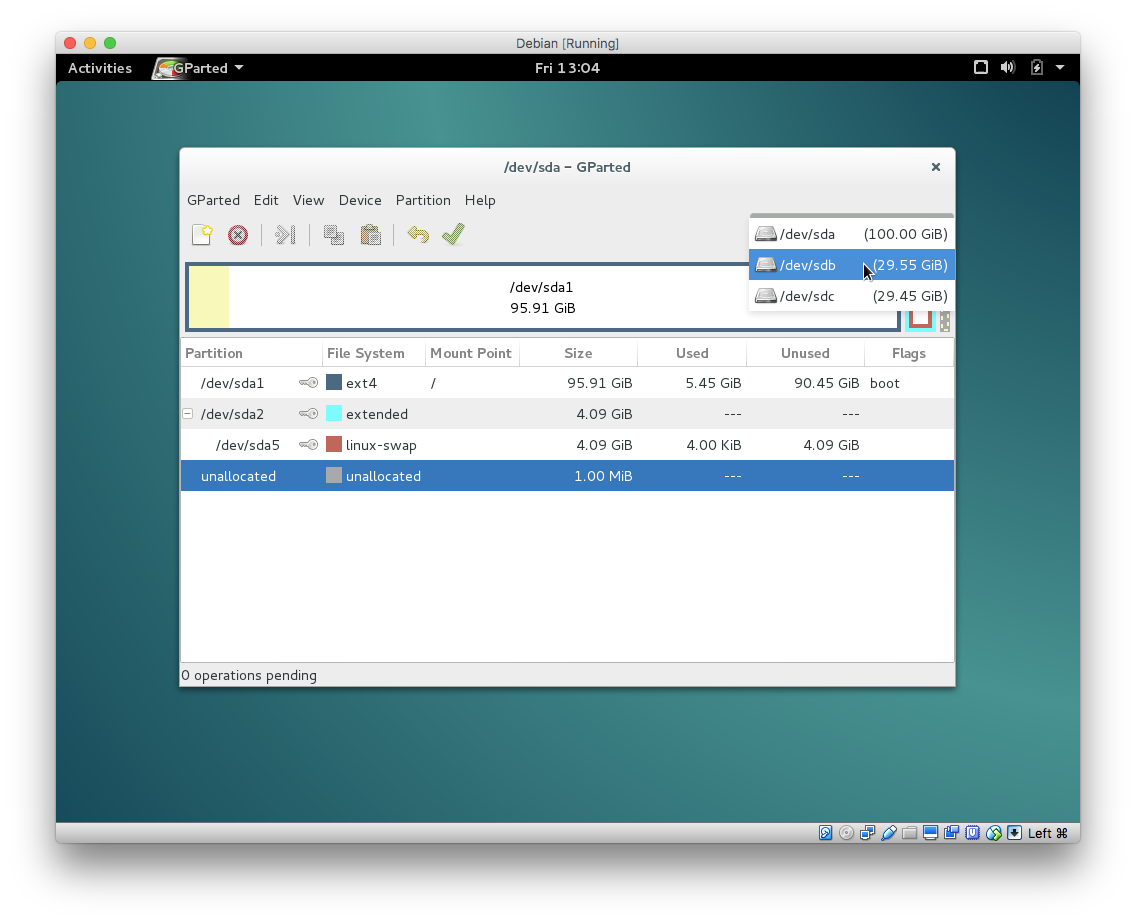 Debian [Running]
Activities GParted Fri 13:04
/dev/sda – GParted
GParted Edit View Device Partition Help
/dev/sda (100.00 GiB)
/dev/sdb (29.55 GiB)
/dev/sdc (29.45 GiB)
/dev/sda1
95.91 GiB
Partition File System Mount Point Size Used Unused Flags
/dev/sda1 ext4 / 95.91 GiB 5.45 GiB 90.45 GiB boot
/dev/sda2 extended 4.09 GiB --- ---
/dev/sda5 linux-swap 4.09 GiB 4.00 KiB 4.09 GiB
unallocated unallocated 1.00 MiB --- ---
0 operations pending
Left ⌘